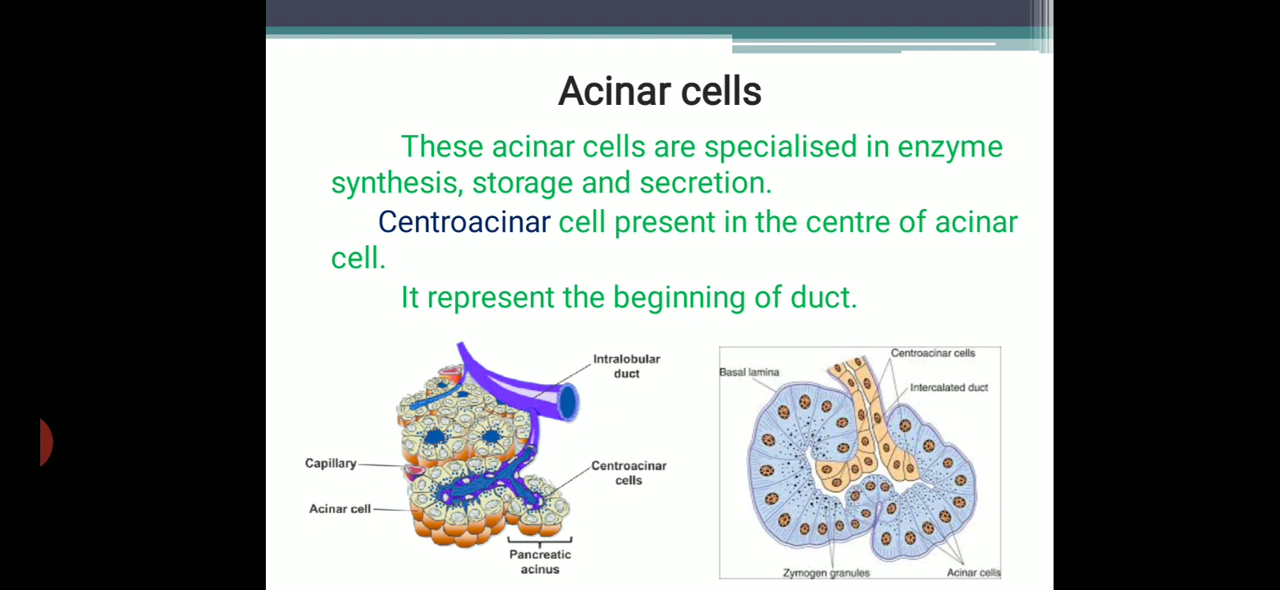 Acinar cells
These acinar cells are specialised in enzyme
synthesis, storage and secretion.
Centroacinar cell present in the centre of acinar
cell.
It represent the beginning of duct.
Intralobular
duct
Capillary
Centroacinar
cells
Acinar cell
Pancreatic
acinus
Centroacinar cells
Basal lamina
Intercalated duct
Zymogen granules
Acinar cells